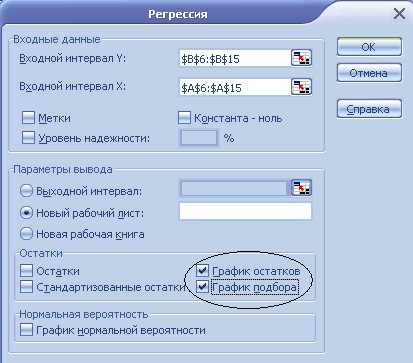 Регрессия
Входные данные
Входной интервал Y: $B$6:$B$15
Входной интервал X: $A$6:$A$15
Метки Константа - ноль
Уровень надежности: %
OK
Отмена
Справка
Параметры вывода
Выходной интервал:
Новый рабочий лист:
Новая рабочая книга
Остатки
Остатки График остатков
Стандартизованные остатки График подбора
Нормальная вероятность
График нормальной вероятности